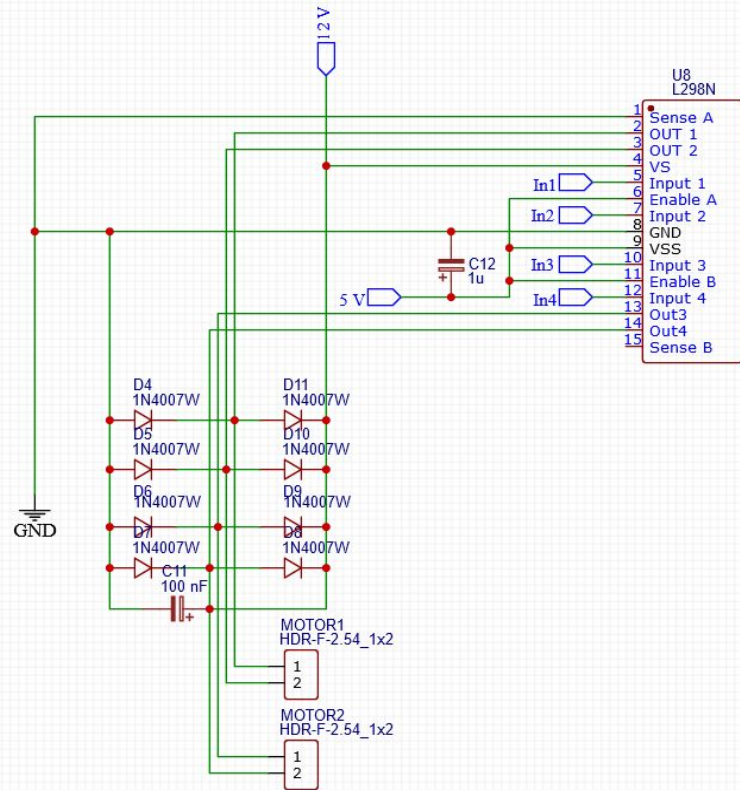 12 V
U8
L298N
1 Sense A
2 OUT 1
3 OUT 2
4 VS
In1 5 Input 1
6 Enable A
In2 7 Input 2
8 GND
9 VSS
In3 10 Input 3
11 Enable B
In4 12 Input 4
13 Out3
14 Out4
15 Sense B
C12
1u
+
5 V
D4
1N4007W
D11
1N4007W
D5
1N4007W
D10
1N4007W
D6
1N4007W
D9
1N4007W
D7
1N4007W
D8
1N4007W
C11
100 nF
+
GND
MOTOR1
HDR-F-2.54_1x2
1
2
MOTOR2
HDR-F-2.54_1x2
1
2